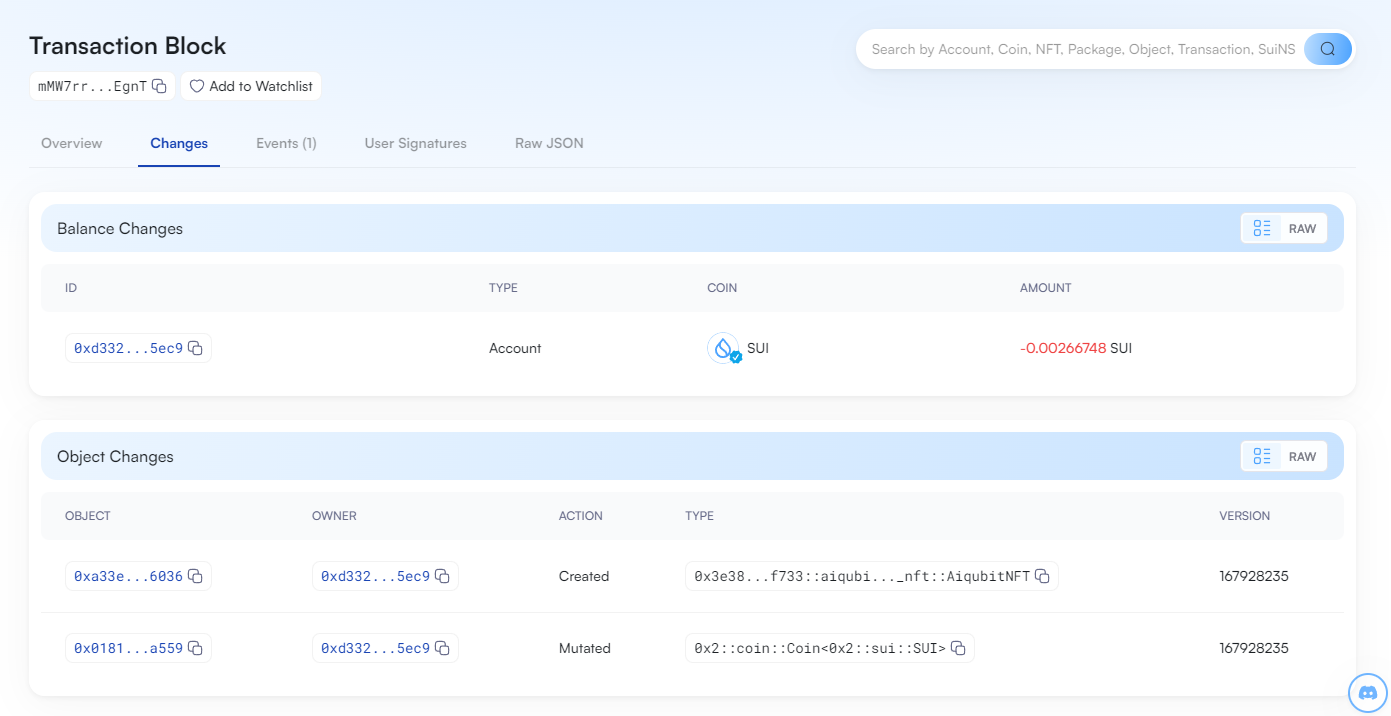 Transaction Block
Search by Account, Coin, NFT, Package, Object, Transaction, SuiNS
mMW7rr...EgnT Add to Watchlist
Overview Changes Events (1) User Signatures Raw JSON
Balance Changes RAW
ID TYPE COIN AMOUNT
0xd332...5ec9 Account SUI -0.00266748 SUI
Object Changes RAW
OBJECT OWNER ACTION TYPE VERSION
0xa33e...6036 0xd332...5ec9 Created 0x3e38...f733::aiqubi..._nft::AiqubitNFT 167928235
0x0181...a559 0xd332...5ec9 Mutated 0x2::coin::Coin<0x2::sui::SUI> 167928235